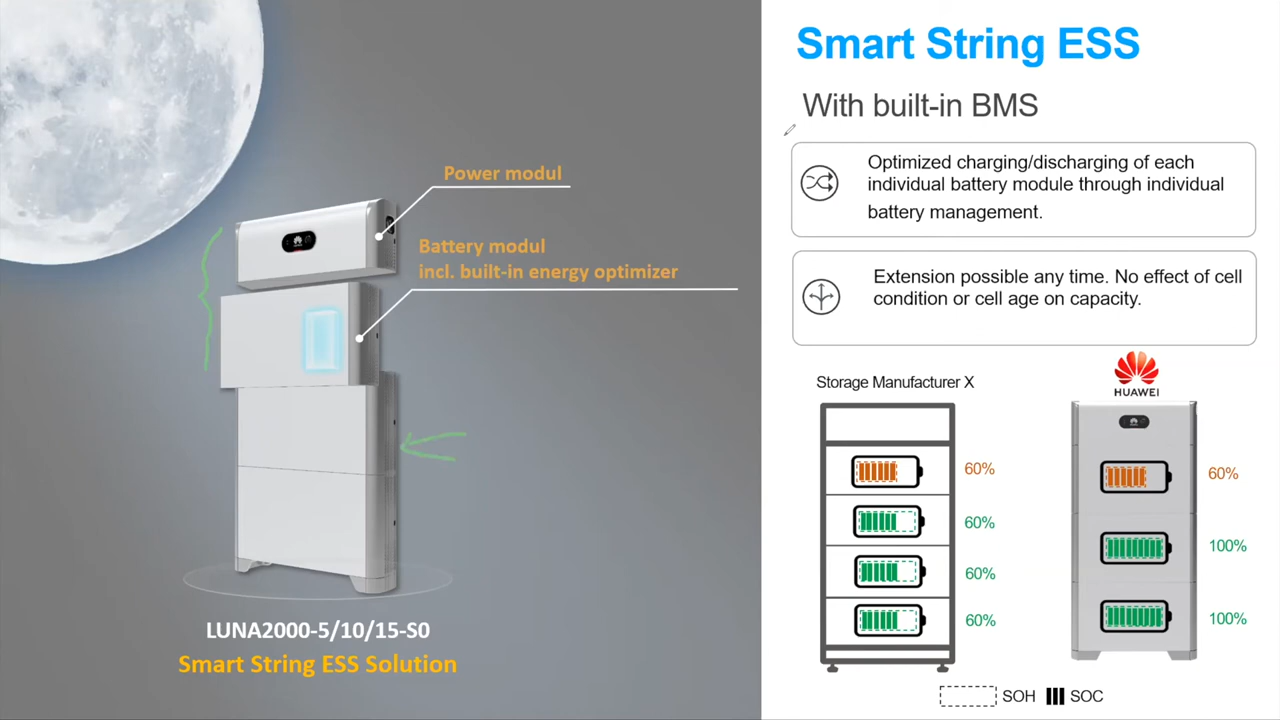 Power modul
Battery modul
incl. built-in energy optimizer
LUNA2000-5/10/15-S0
Smart String ESS Solution
Smart String ESS
With built-in BMS
Optimized charging/discharging of each
individual battery module through individual
battery management.
Extension possible any time. No effect of cell
condition or cell age on capacity.
Storage Manufacturer X
60%
60%
60%
60%
HUAWEI
60%
100%
100%
SOH
SOC